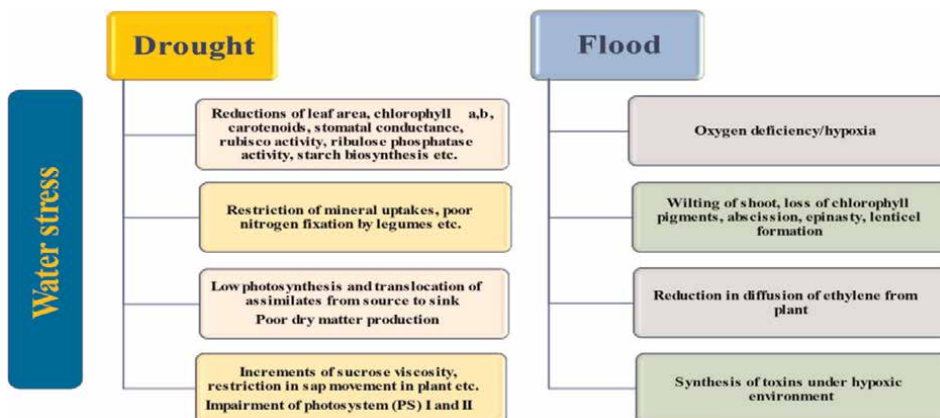 Water stress
Drought
Reductions of leaf area, chlorophyll a,b,
carotenoids, stomatal conductance,
rubisco activity, ribulose phosphatase
activity, starch biosynthesis etc.
Restriction of mineral uptakes, poor
nitrogen fixation by legumes etc.
Low photosynthesis and translocation of
assimilates from source to sink
Poor dry matter production
Increments of sucrose viscosity,
restriction in sap movement in plant etc.
Impairment of photosystem (PS) I and II
Flood
Oxygen deficiency/hypoxia
Wilting of shoot, loss of chlorophyll
pigments, abscission, epinasty, lenticel
formation
Reduction in diffusion of ethylene from
plant
Synthesis of toxins under hypoxic
environment